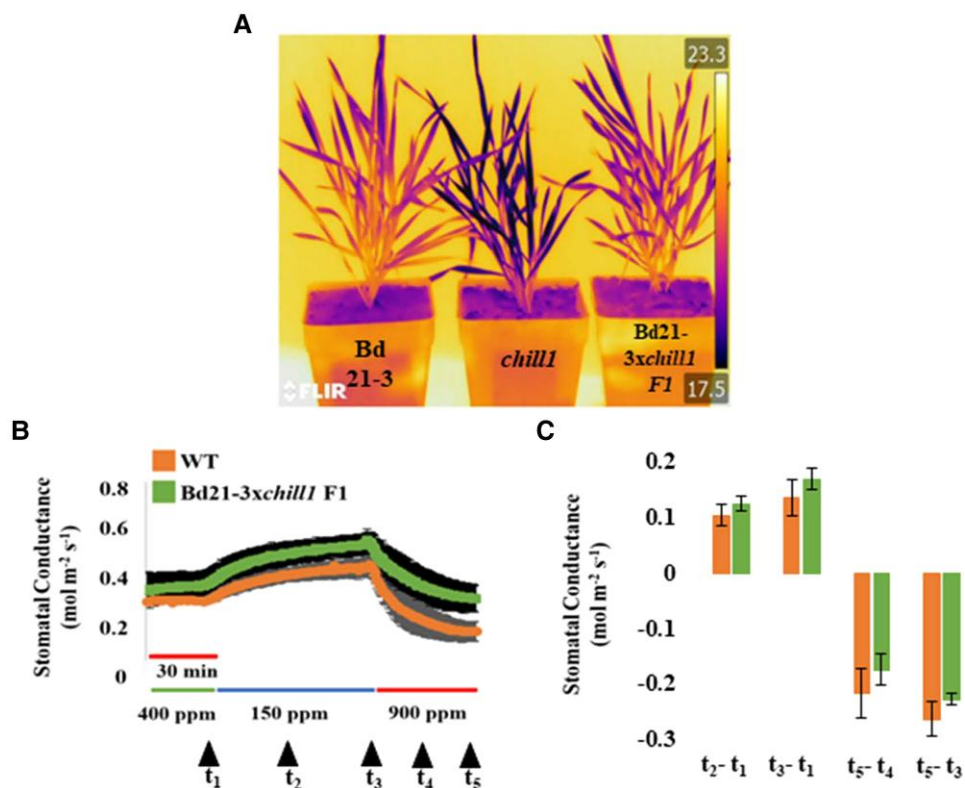 A
23.3
Bd
21-3
chill1
Bd21-
3xchill1
F1
FLIR
17.5
B
WT
Bd21-3xchill1 F1
Stomatal Conductance
(mol m⁻² s⁻¹)
0.8
0.6
0.4
0.2
0
30 min
400 ppm
150 ppm
900 ppm
t₁
t₂
t₃
t₄
t₅
C
Stomatal Conductance
(mol m⁻² s⁻¹)
0.2
0.1
0
-0.1
-0.2
-0.3
t₂- t₁
t₃- t₁
t₅- t₄
t₅- t₃